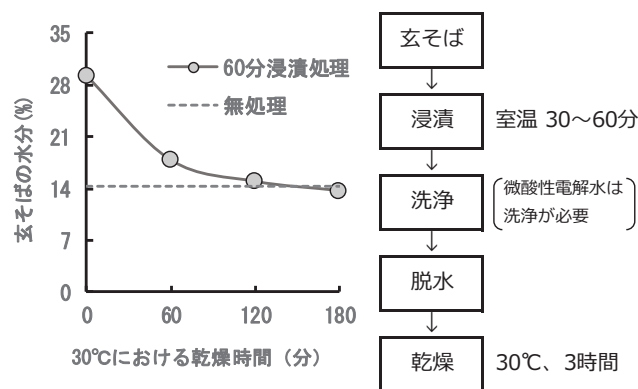 35
28
21
14
7
0
玄そばの水分(%)
60分浸漬処理
無処理
0 60 120 180
30℃における乾燥時間（分）
玄そば
浸漬 室温 30～60分
洗浄 微酸性電解水は
洗浄が必要
脱水
乾燥 30℃、3時間